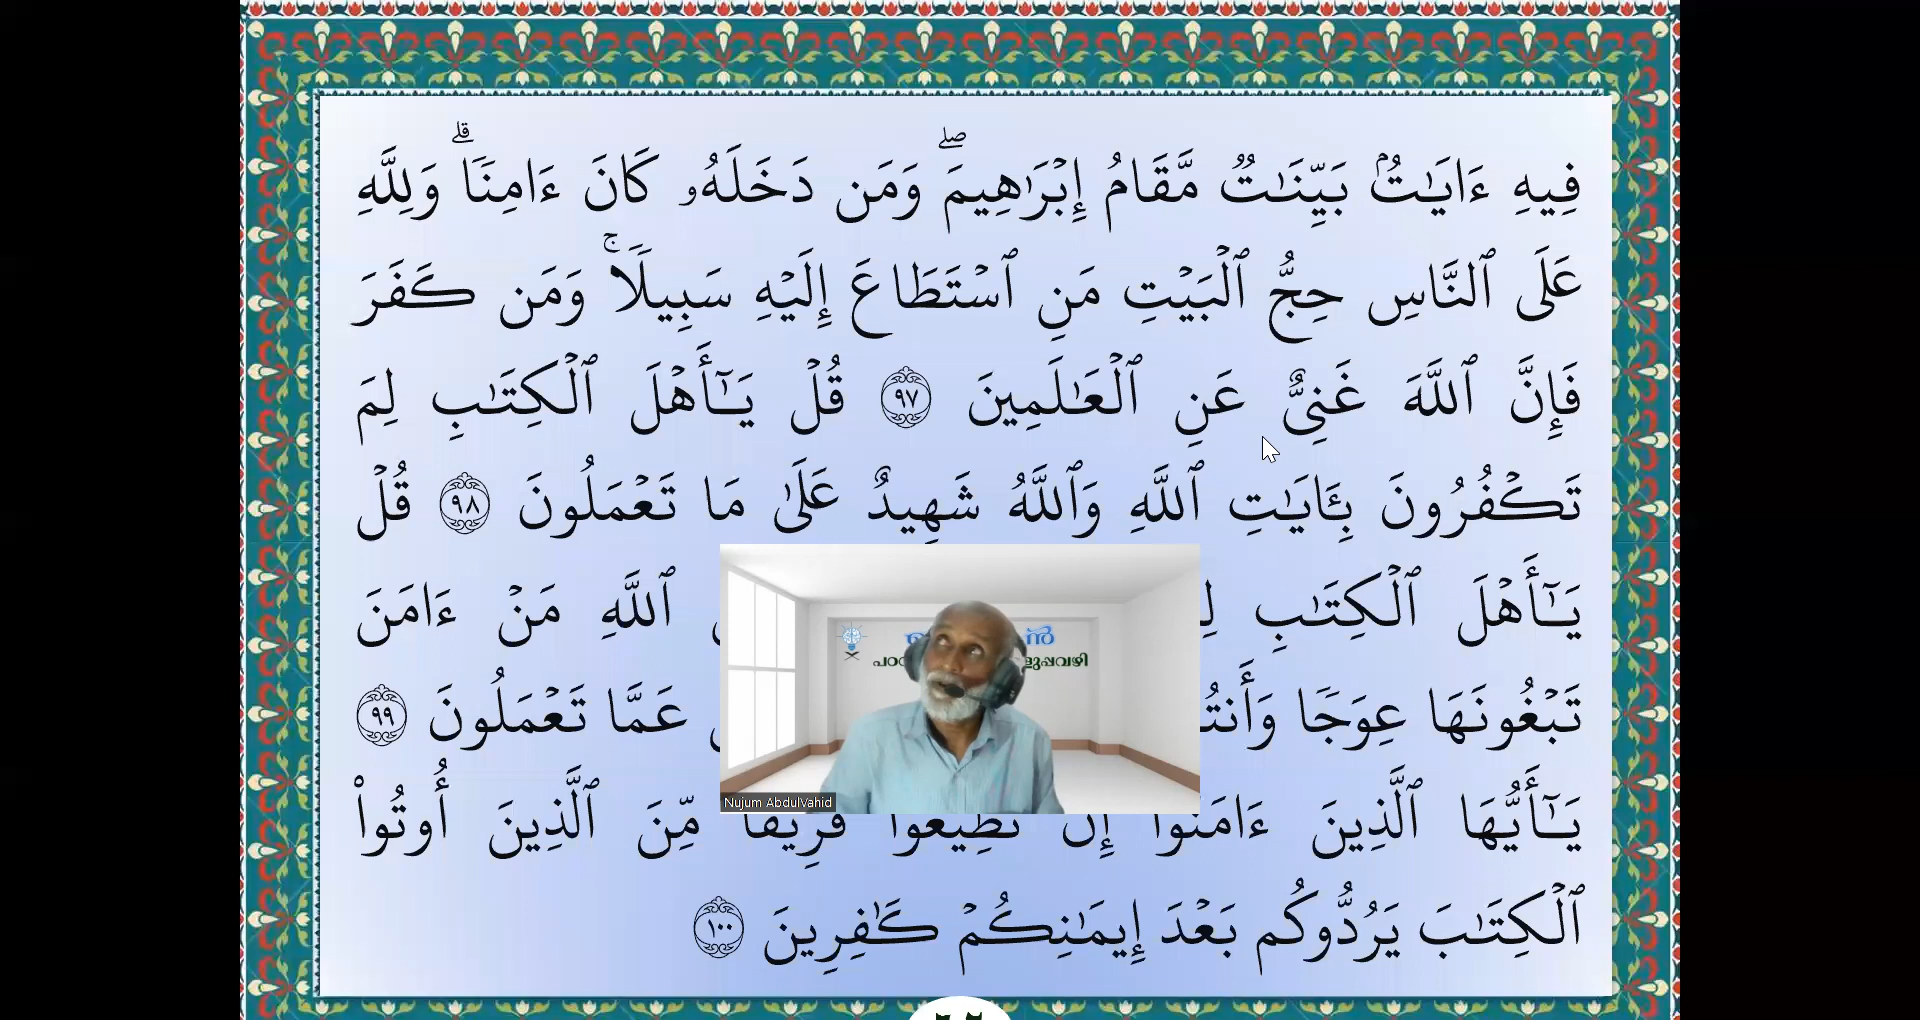 فِيهِ ءَايَـٰتُۢ بَيِّنَـٰتٌ مَّقَامُ إِبْرَٰهِيمَ ۖ وَمَن دَخَلَهُۥ كَانَ ءَامِنًا ۗ وَلِلَّهِ
عَلَى ٱلنَّاسِ حِجُّ ٱلْبَيْتِ مَنِ ٱسْتَطَاعَ إِلَيْهِ سَبِيلًا ۚ وَمَن كَفَرَ
فَإِنَّ ٱللَّهَ غَنِىٌّ عَنِ ٱلْعَـٰلَمِينَ ٩٧ قُلْ يَـٰٓأَهْلَ ٱلْكِتَـٰبِ لِمَ
تَكْفُرُونَ بِـَٔايَـٰتِ ٱللَّهِ وَٱللَّهُ شَهِيدٌ عَلَىٰ مَا تَعْمَلُونَ ٩٨ قُلْ
يَـٰٓأَهْلَ ٱلْكِتَـٰبِ ٱللَّهِ مَنْ ءَامَنَ
تَبْغُونَهَا عِوَجًا عَمَّا تَعْمَلُونَ ٩٩
يَـٰٓأَيُّهَا ٱلَّذِينَ ءَامَنُوا إِن تُطِيعُوا فَرِيقًا مِّنَ ٱلَّذِينَ أُوتُوا۟
ٱلْكِتَـٰبَ يَرُدُّوكُم بَعْدَ إِيمَـٰنِكُمْ كَـٰفِرِينَ ١٠٠
Nujum AbdulVahid